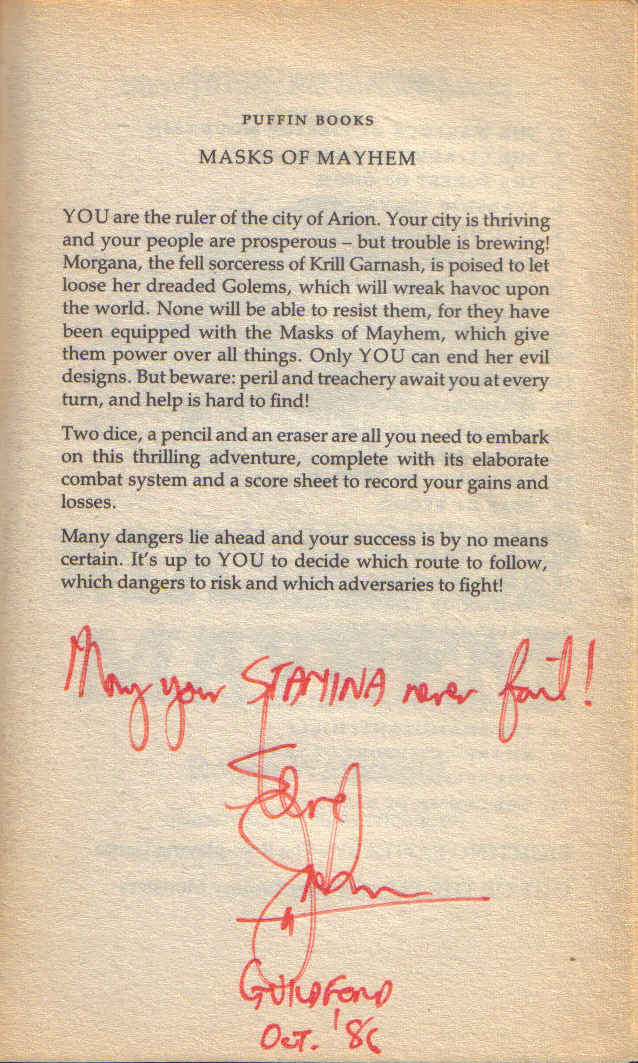 PUFFIN BOOKS
MASKS OF MAYHEM
YOU are the ruler of the city of Arion. Your city is thriving
and your people are prosperous – but trouble is brewing!
Morgana, the fell sorceress of Krill Garnash, is poised to let
loose her dreaded Golems, which will wreak havoc upon
the world. None will be able to resist them, for they have
been equipped with the Masks of Mayhem, which give
them power over all things. Only YOU can end her evil
designs. But beware: peril and treachery await you at every
turn, and help is hard to find!
Two dice, a pencil and an eraser are all you need to embark
on this thrilling adventure, complete with its elaborate
combat system and a score sheet to record your gains and
losses.
Many dangers lie ahead and your success is by no means
certain. It's up to YOU to decide which route to follow,
which dangers to risk and which adversaries to fight!
May your STAMINA never fail!
Steve
GUILDFORD
OCT. '86